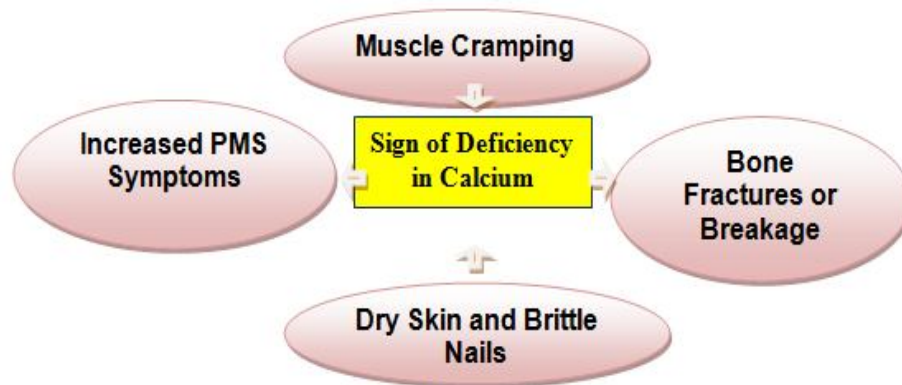 Muscle Cramping
Increased PMS
Symptoms
Sign of Deficiency
in Calcium
Bone
Fractures or
Breakage
Dry Skin and Brittle
Nails